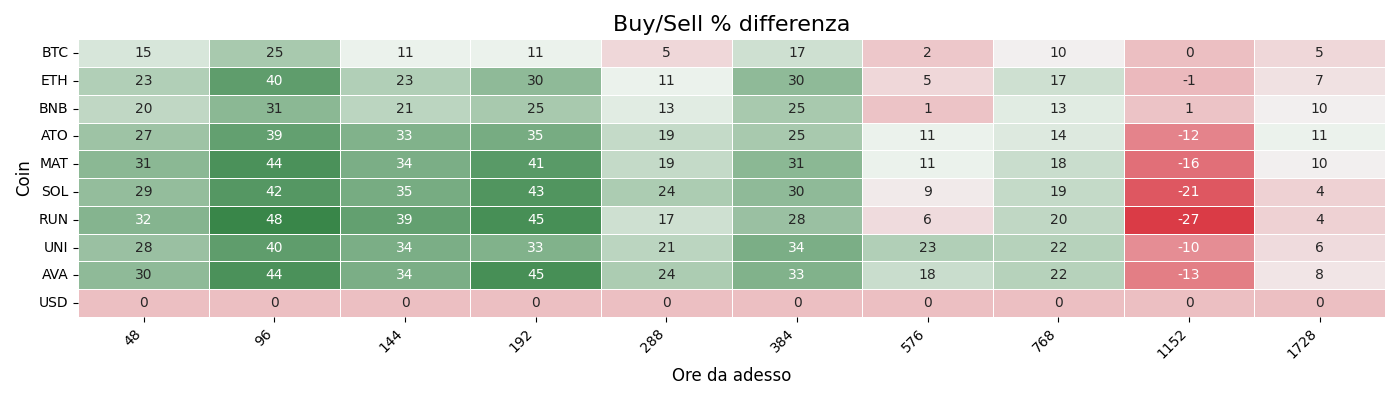 Buy/Sell % differenza
Coin
BTC 15 25 11 11 5 17 2 10 0 5
ETH 23 40 23 30 11 30 5 17 -1 7
BNB 20 31 21 25 13 25 1 13 1 10
ATO 27 39 33 35 19 25 11 14 -12 11
MAT 31 44 34 41 19 31 11 18 -16 10
SOL 29 42 35 43 24 30 9 19 -21 4
RUN 32 48 39 45 17 28 6 20 -27 4
UNI 28 40 34 33 21 34 23 22 -10 6
AVA 30 44 34 45 24 33 18 22 -13 8
USD 0 0 0 0 0 0 0 0 0 0
48 96 144 192 288 384 576 768 1152 1728
Ore da adesso